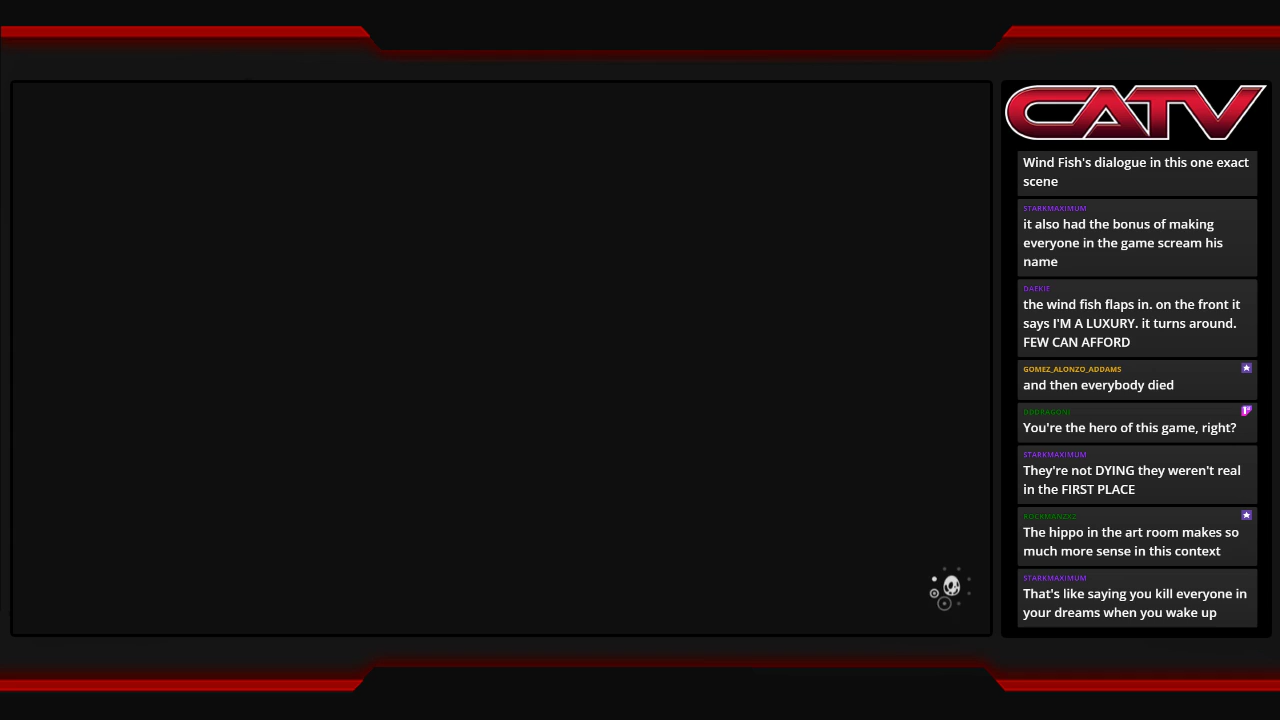 CATV
Wind Fish's dialogue in this one exact
scene
STARKMAXIMUM
it also had the bonus of making
everyone in the game scream his
name
DAEKIE
the wind fish flaps in. on the front it
says I'M A LUXURY. it turns around.
FEW CAN AFFORD
GOMEZ_ALONZO_ADDAMS
and then everybody died
You're the hero of this game, right?
STARKMAXIMUM
They're not DYING they weren't real
in the FIRST PLACE
The hippo in the art room makes so
much more sense in this context
STARKMAXIMUM
That's like saying you kill everyone in
your dreams when you wake up